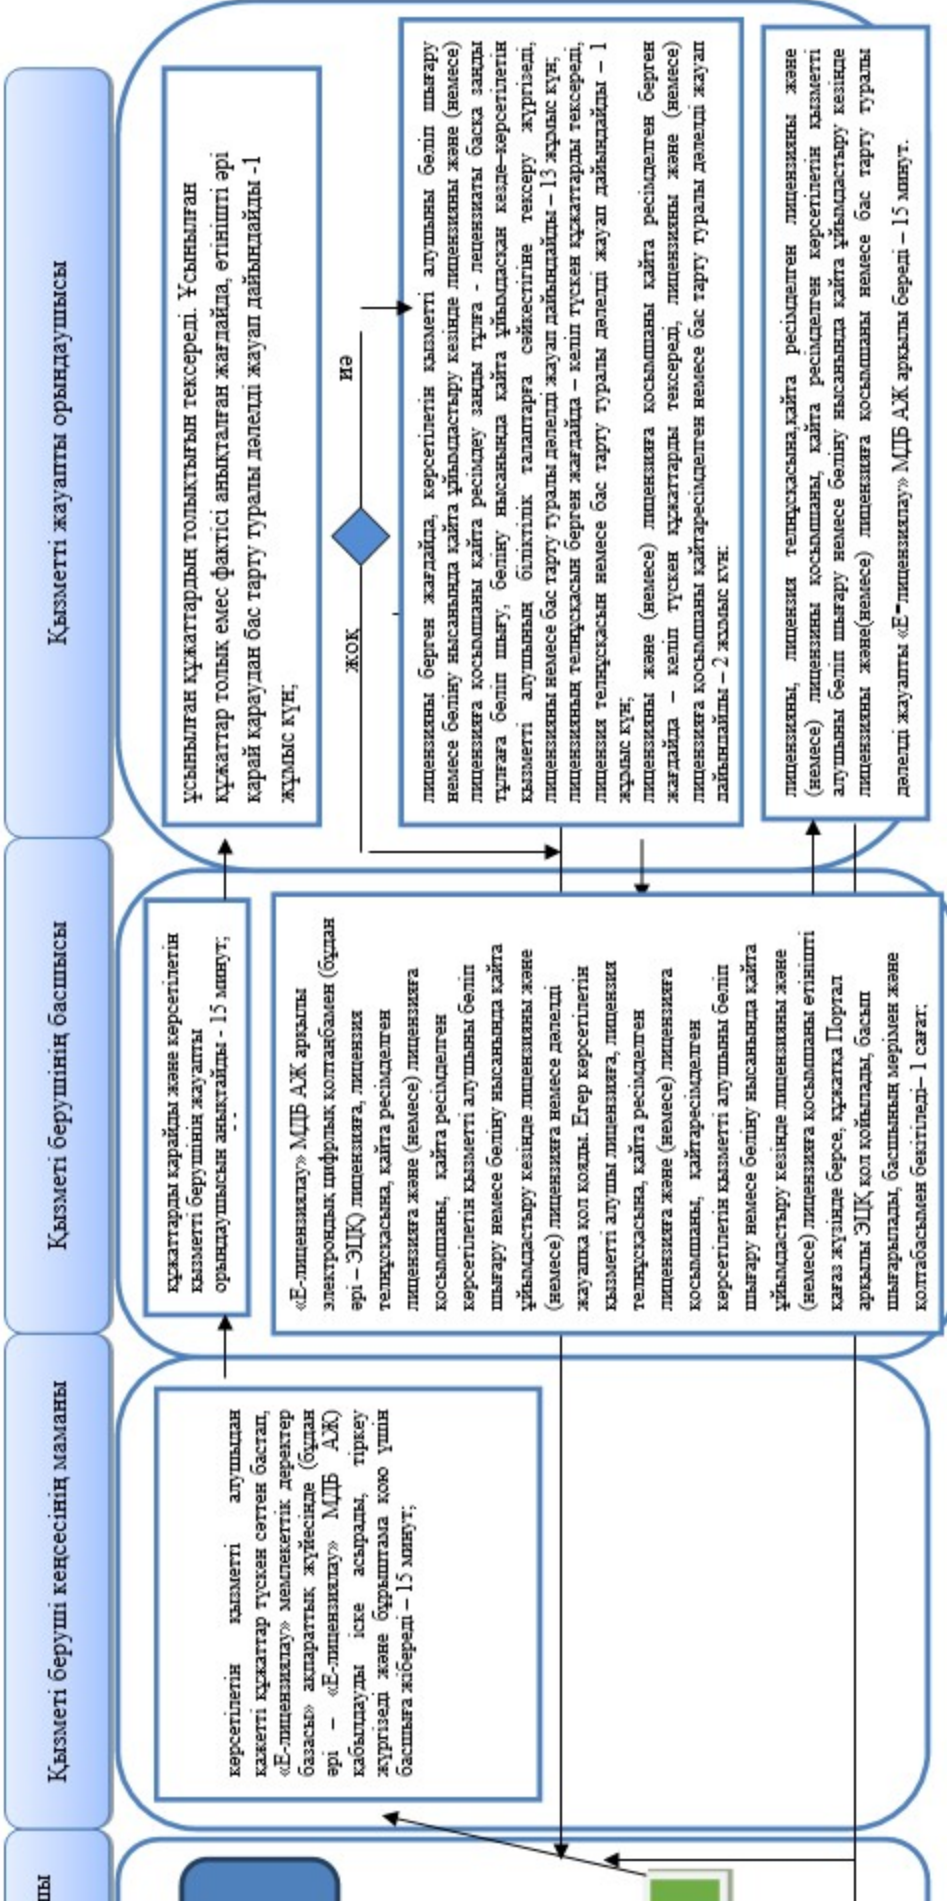 лы
Қызметі беруші кеңсесінің маманы
Қызметі берушінің басшысы
Қызметті жауапты орындаушысы
көрсетілетін қызметті алушыдан
қажетті құжаттар түскен сәттен бастап,
«Е-лицензиялау» мемлекеттік деректер
базасы» ақпараттық жүйесінде (бұдан
әрі – «Е-лицензиялау» МДБ АЖ)
қабылдауды іске асырады, тіркеу
жүргізеді және бұрыштама қою үшін
басшыға жібереді – 15 минут;
құжаттарды қарайды және көрсетілетін
қызметті берушінің жауапты
орындаушысын анықтайды - 15 минут;
«Е-лицензиялау» МДБ АЖ арқылы
электрондық цифрлық қолтаңбамен (бұдан
әрі – ЭЦҚ) лицензияға, лицензия
телнұсқасына, қайта ресімделген
лицензияға және (немесе) лицензияға
қосымшаны, қайта ресімделген
көрсетілетін қызметті алушыны бөліп
шығару немесе бөліну нысанында қайта
ұйымдастыру кезінде лицензияны және
(немесе) лицензияға немесе дәлелді
жауапқа қол қояды. Егер көрсетілетін
қызметті алушы лицензияға, лицензия
телнұсқасына, қайта ресімделген
лицензияға және (немесе) лицензияға
қосымшаны, қайтаресімделген
көрсетілетін қызметті алушыны бөліп
шығару немесе бөліну нысанында қайта
ұйымдастыру кезінде лицензияны және
(немесе) лицензияға қосымшаны өтінішті
қағаз жүзінде берсе, құжатқа Портал
арқылы ЭЦҚ қол қойылады, басып
шығарылады, басшының мөрімен және
қолтабасымен бекітіледі– 1 сағат;
ұсынылған құжаттардың толықтығын тексереді. Ұсынылған
құжаттар толық емес фактісі анықталған жағдайда, өтінішті әрі
қарай қараудан бас тарту туралы дәлелді жауап дайындайды -1
жұмыс күн;
жоқ
иә
лицензияны берген жағдайда, көрсетілетін қызметті алушыны бөліп шығару
немесе бөліну нысанында қайта ұйымдастыру кезінде лицензияны және (немесе)
лицензияға қосымшаны қайта ресімдеу заңды тұлға - лецензиаты басқа заңды
тұлғаға бөліп шығу, бөліну нысанында қайта ұйымдасқан кезде–көрсетілетін
қызметті алушының біліктілік талаптарға сәйкестігіне тексеру жүргізеді,
лицензияны немесе бас тарту туралы дәлелді жауап дайындайды – 13 жұмыс күн;
лицензияның телнұсқасын берген жағдайда – келіп түскен құжаттарды тексереді,
лицензия телнұсқасын немесе бас тарту туралы дәлелді жауап дайындайды – 1
жұмыс күн;
лицензияны және (немесе) лицензияға қосымшаны қайта ресімделген берген
жағдайда – келіп түскен құжаттарды тексереді, лицензияны және (немесе)
лицензияға қосымшаны қайтаресімделген немесе бас тарту туралы дәлелді жауап
дайындайды – 2 жұмыс күн;
лицензияны, лицензия телнұсқасына,қайта ресімделген лицензияны және
(немесе) лицензины қосымшаны, қайта ресімделген көрсетілетін қызметті
алушыны бөліп шығару немесе бөліну нысанында қайта ұйымдастыру кезінде
лицензияны және(немесе) лицензияға қосымшаны немесе бас тарту туралы
дәлелді жауапты «Е-лицензиялау» МДБ АЖ арқылы береді – 15 минут.